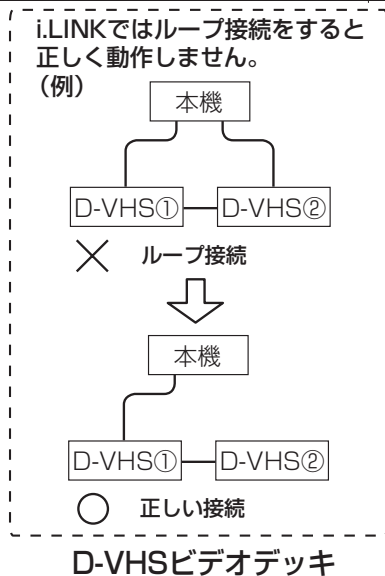 i.LINKではループ接続をすると
正しく動作しません。
(例)
本機
D-VHS① D-VHS②
ループ接続
本機
D-VHS① D-VHS②
正しい接続
D-VHSビデオデッキ